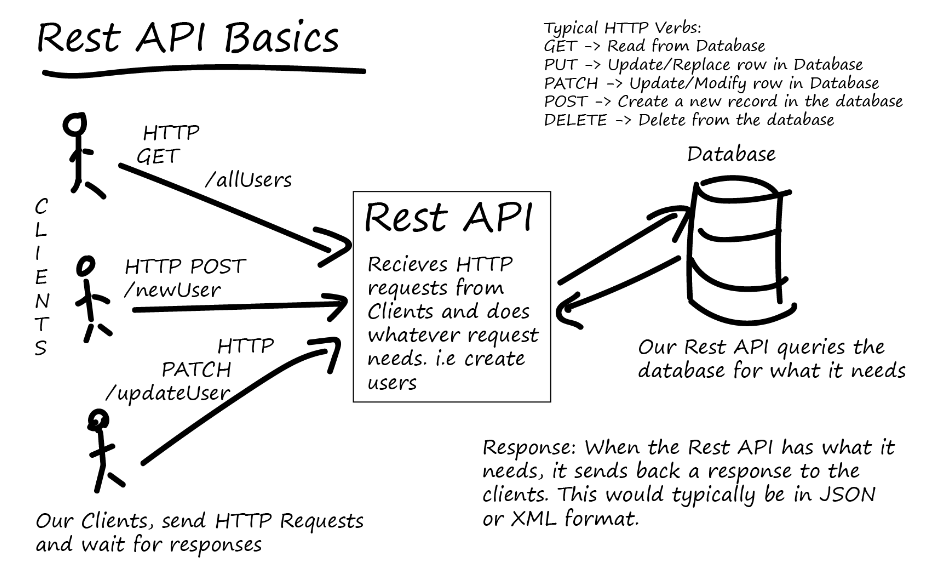 Rest API Basics
Typical HTTP Verbs:
GET -> Read from Database
PUT -> Update/Replace row in Database
PATCH -> Update/Modify row in Database
POST -> Create a new record in the database
DELETE -> Delete from the database
CLIENTS
HTTP
GET
/allUsers
HTTP POST
/newUser
HTTP
PATCH
/updateUser
Our Clients, send HTTP Requests
and wait for responses
Rest API
Recieves HTTP
requests from
Clients and does
whatever request
needs. i.e create
users
Database
Our Rest API queries the
database for what it needs
Response: When the Rest API has what it
needs, it sends back a response to the
clients. This would typically be in JSON
or XML format.